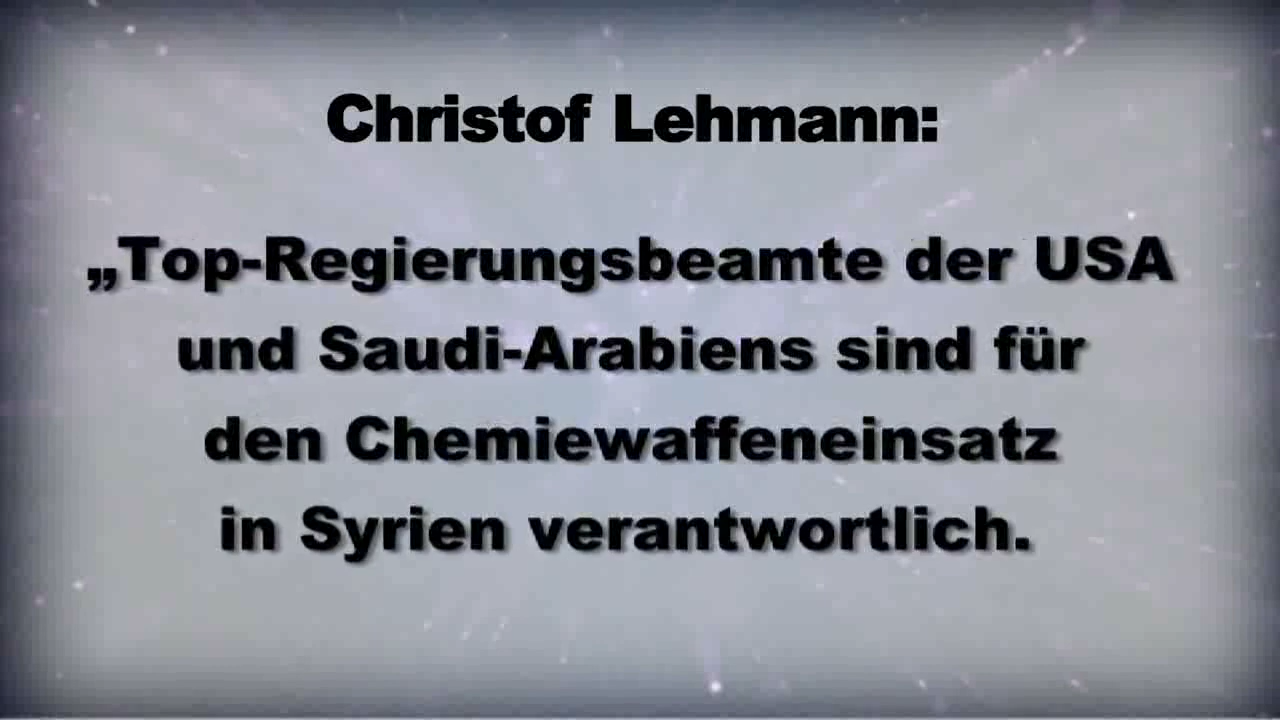 Christof Lehmann:
„Top-Regierungsbeamte der USA
und Saudi-Arabiens sind für
den Chemiewaffeneinsatz
in Syrien verantwortlich.